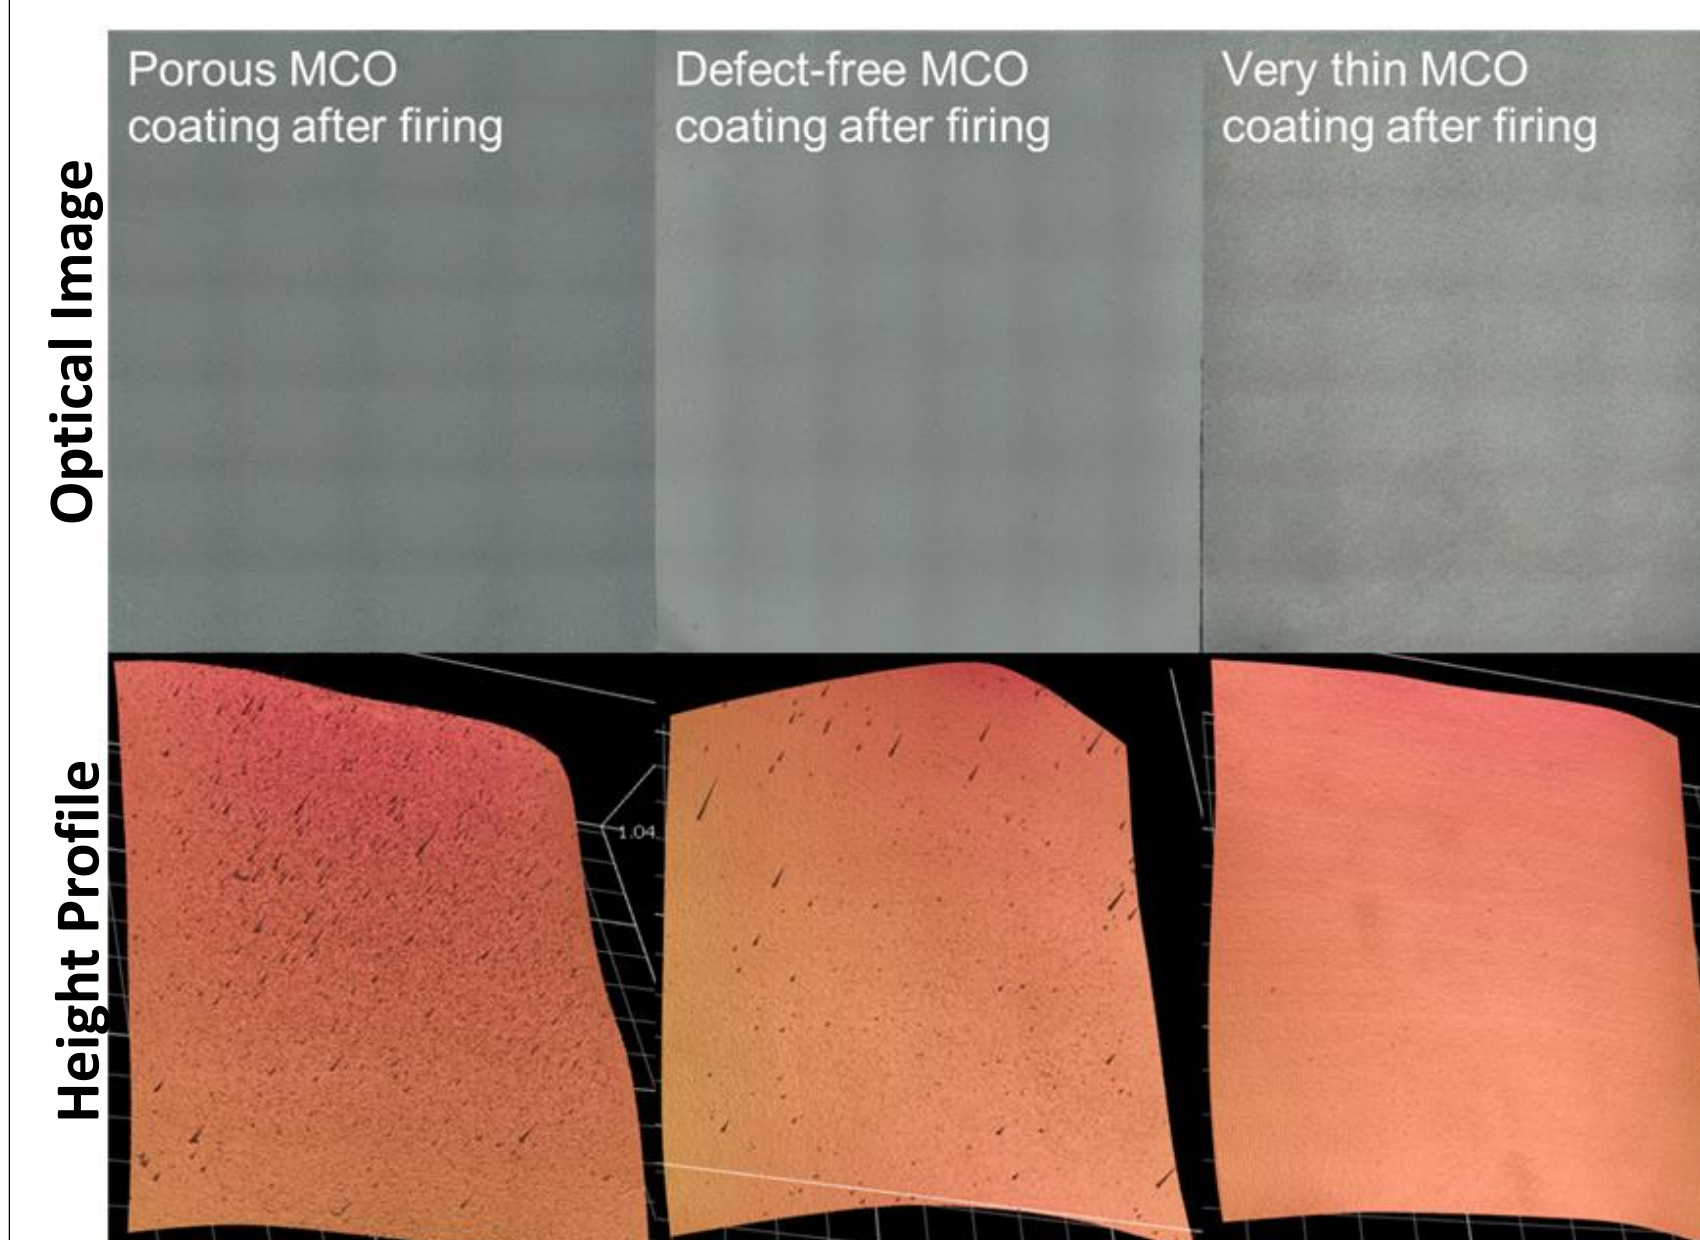 Optical Image
Porous MCO
coating after firing
Defect-free MCO
coating after firing
Very thin MCO
coating after firing
Height Profile
1.04